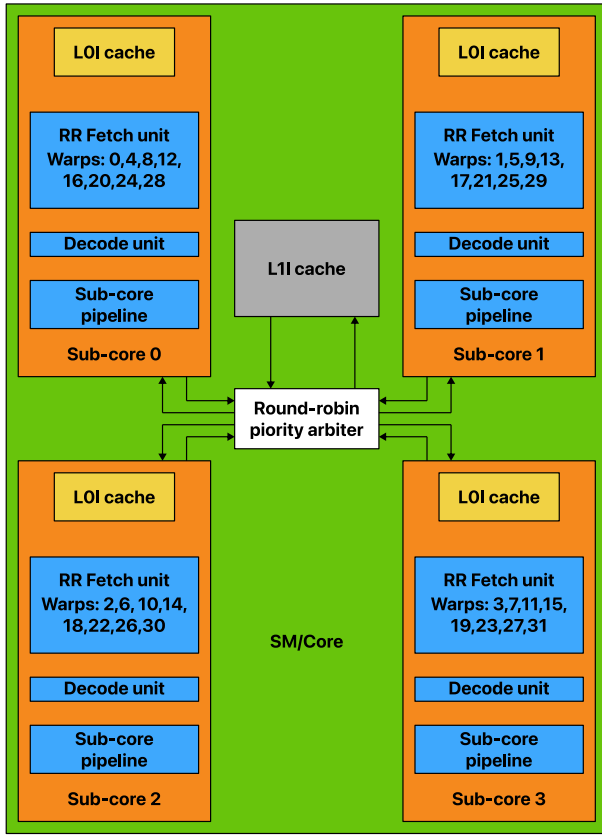 L0I cache
RR Fetch unit
Warps: 0,4,8,12,
16,20,24,28
Decode unit
Sub-core
pipeline
Sub-core 0
L0I cache
RR Fetch unit
Warps: 1,5,9,13,
17,21,25,29
Decode unit
Sub-core
pipeline
Sub-core 1
L1I cache
Round-robin
piority arbiter
L0I cache
RR Fetch unit
Warps: 2,6, 10,14,
18,22,26,30
Decode unit
Sub-core
pipeline
Sub-core 2
SM/Core
L0I cache
RR Fetch unit
Warps: 3,7,11,15,
19,23,27,31
Decode unit
Sub-core
pipeline
Sub-core 3